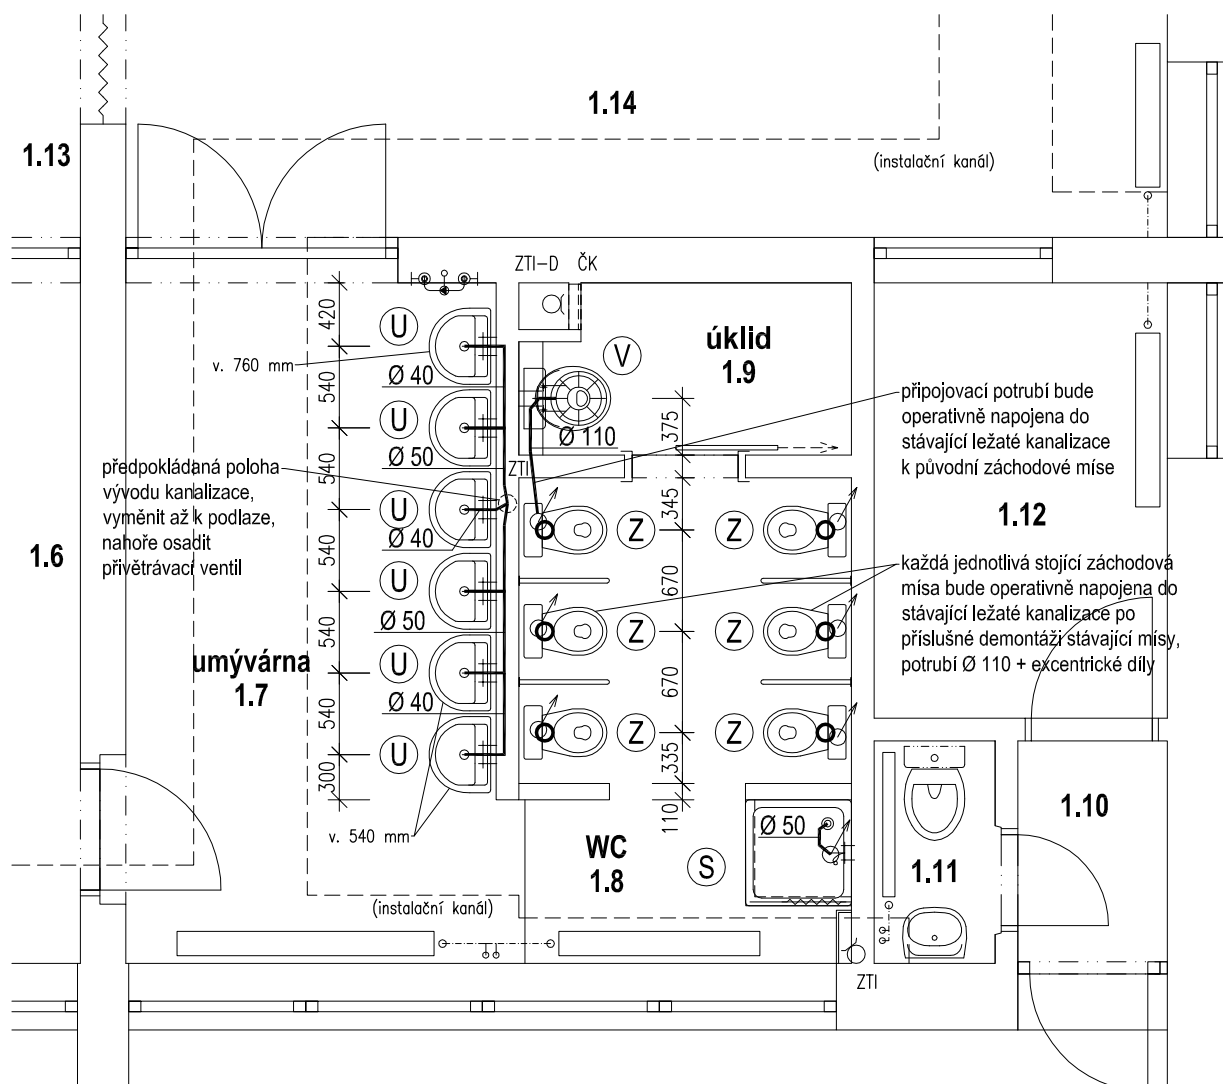 1.14
1.13
(instalační kanál)
ZTI-D
ČK
420
540
540
540
540
540
300
U
U
U
U
U
U
v. 760 mm
Ø 40
Ø 50
Ø 40
Ø 50
Ø 40
V
úklid
1.9
Ø 110
ZTI
375
345
670
670
335
110
připojovací potrubí bude
operativně napojena do
stávající ležaté kanalizace
k původní záchodové míse
předpokládaná poloha
vývodu kanalizace,
vyměnit až k podlaze,
nahoře osadit
přivětrávací ventil
1.12
1.6
Z
Z
Z
Z
Z
Z
každá jednotlivá stojící záchodová
mísa bude operativně napojena do
stávající ležaté kanalizace po
příslušné demontáži stávající mísy,
potrubí Ø 110 + excentrické díly
umývárna
1.7
v. 540 mm
WC
1.8
S
Ø 50
1.10
1.11
(instalační kanál)
ZTI